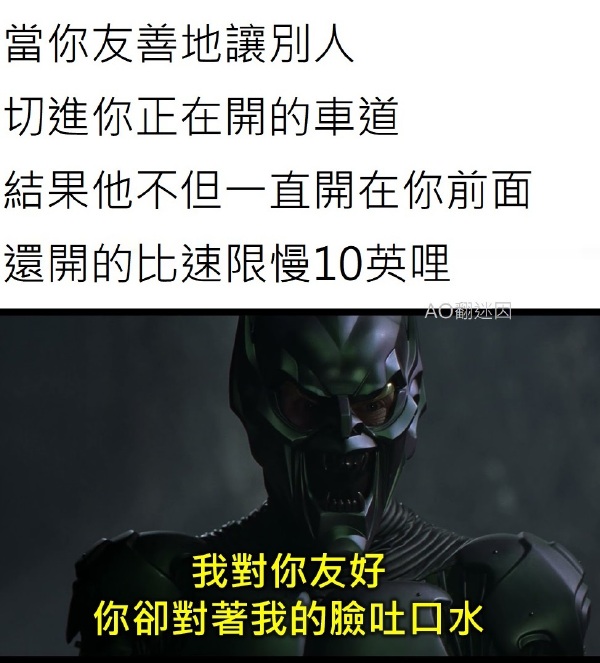 當你友善地讓別人
切進你正在開的車道
結果他不但一直開在你前面
還開的比速限慢10英哩
AO翻迷因
我對你友好
你卻對著我的臉吐口水